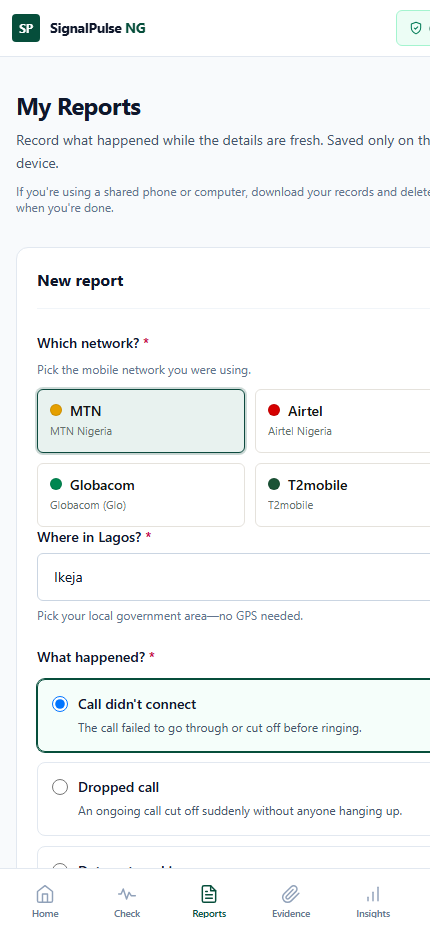 SP SignalPulse NG
My Reports
Record what happened while the details are fresh. Saved only on
device.
If you're using a shared phone or computer, download your records and delete
when you're done.
New report
Which network? *
Pick the mobile network you were using.
MTN
MTN Nigeria
Airtel
Airtel Nigeria
Globacom
Globacom (Glo)
T2mobile
T2mobile
Where in Lagos? *
Ikeja
Pick your local government area—no GPS needed.
What happened? *
Call didn't connect
The call failed to go through or cut off before ringing.
Dropped call
An ongoing call cut off suddenly without anyone hanging up.
Home
Check
Reports
Evidence
Insights